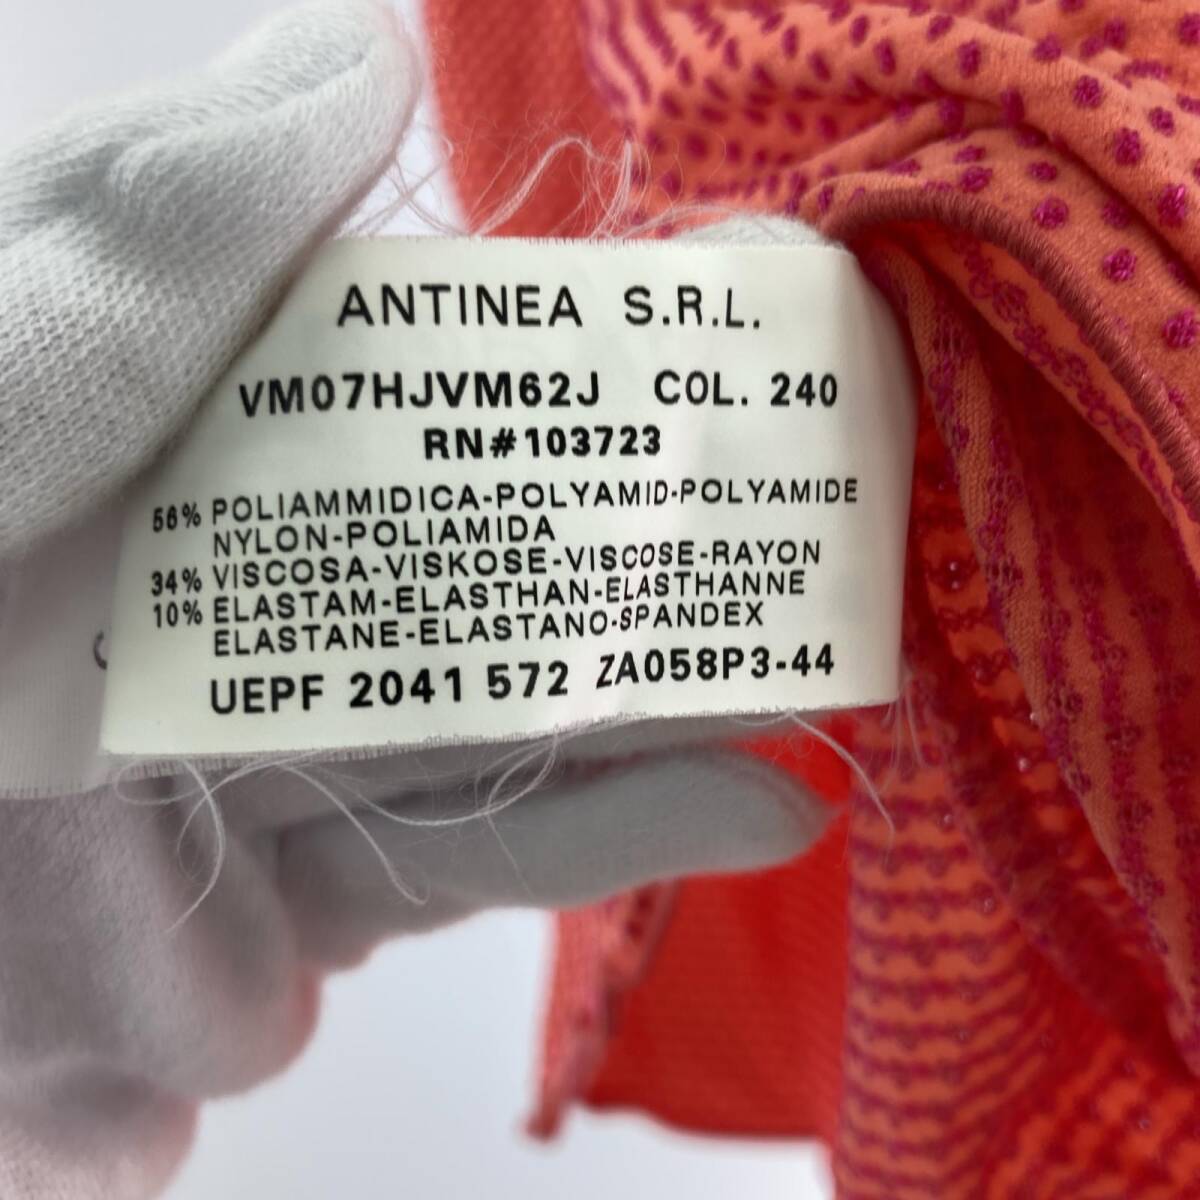 ANTINEA S.R.L.
VM07HJVM62J COL. 240
RN#103723
56% POLIAMMIDICA-POLYAMID-POLYAMIDE
NYLON-POLIAMIDA
34% VISCOSA-VISKOSE-VISCOSE-RAYON
10% ELASTAM-ELASTHAN-ELASTHANNE
ELASTANE-ELASTANO-SPANDEX
UEPF 2041 572 ZA058P3-44